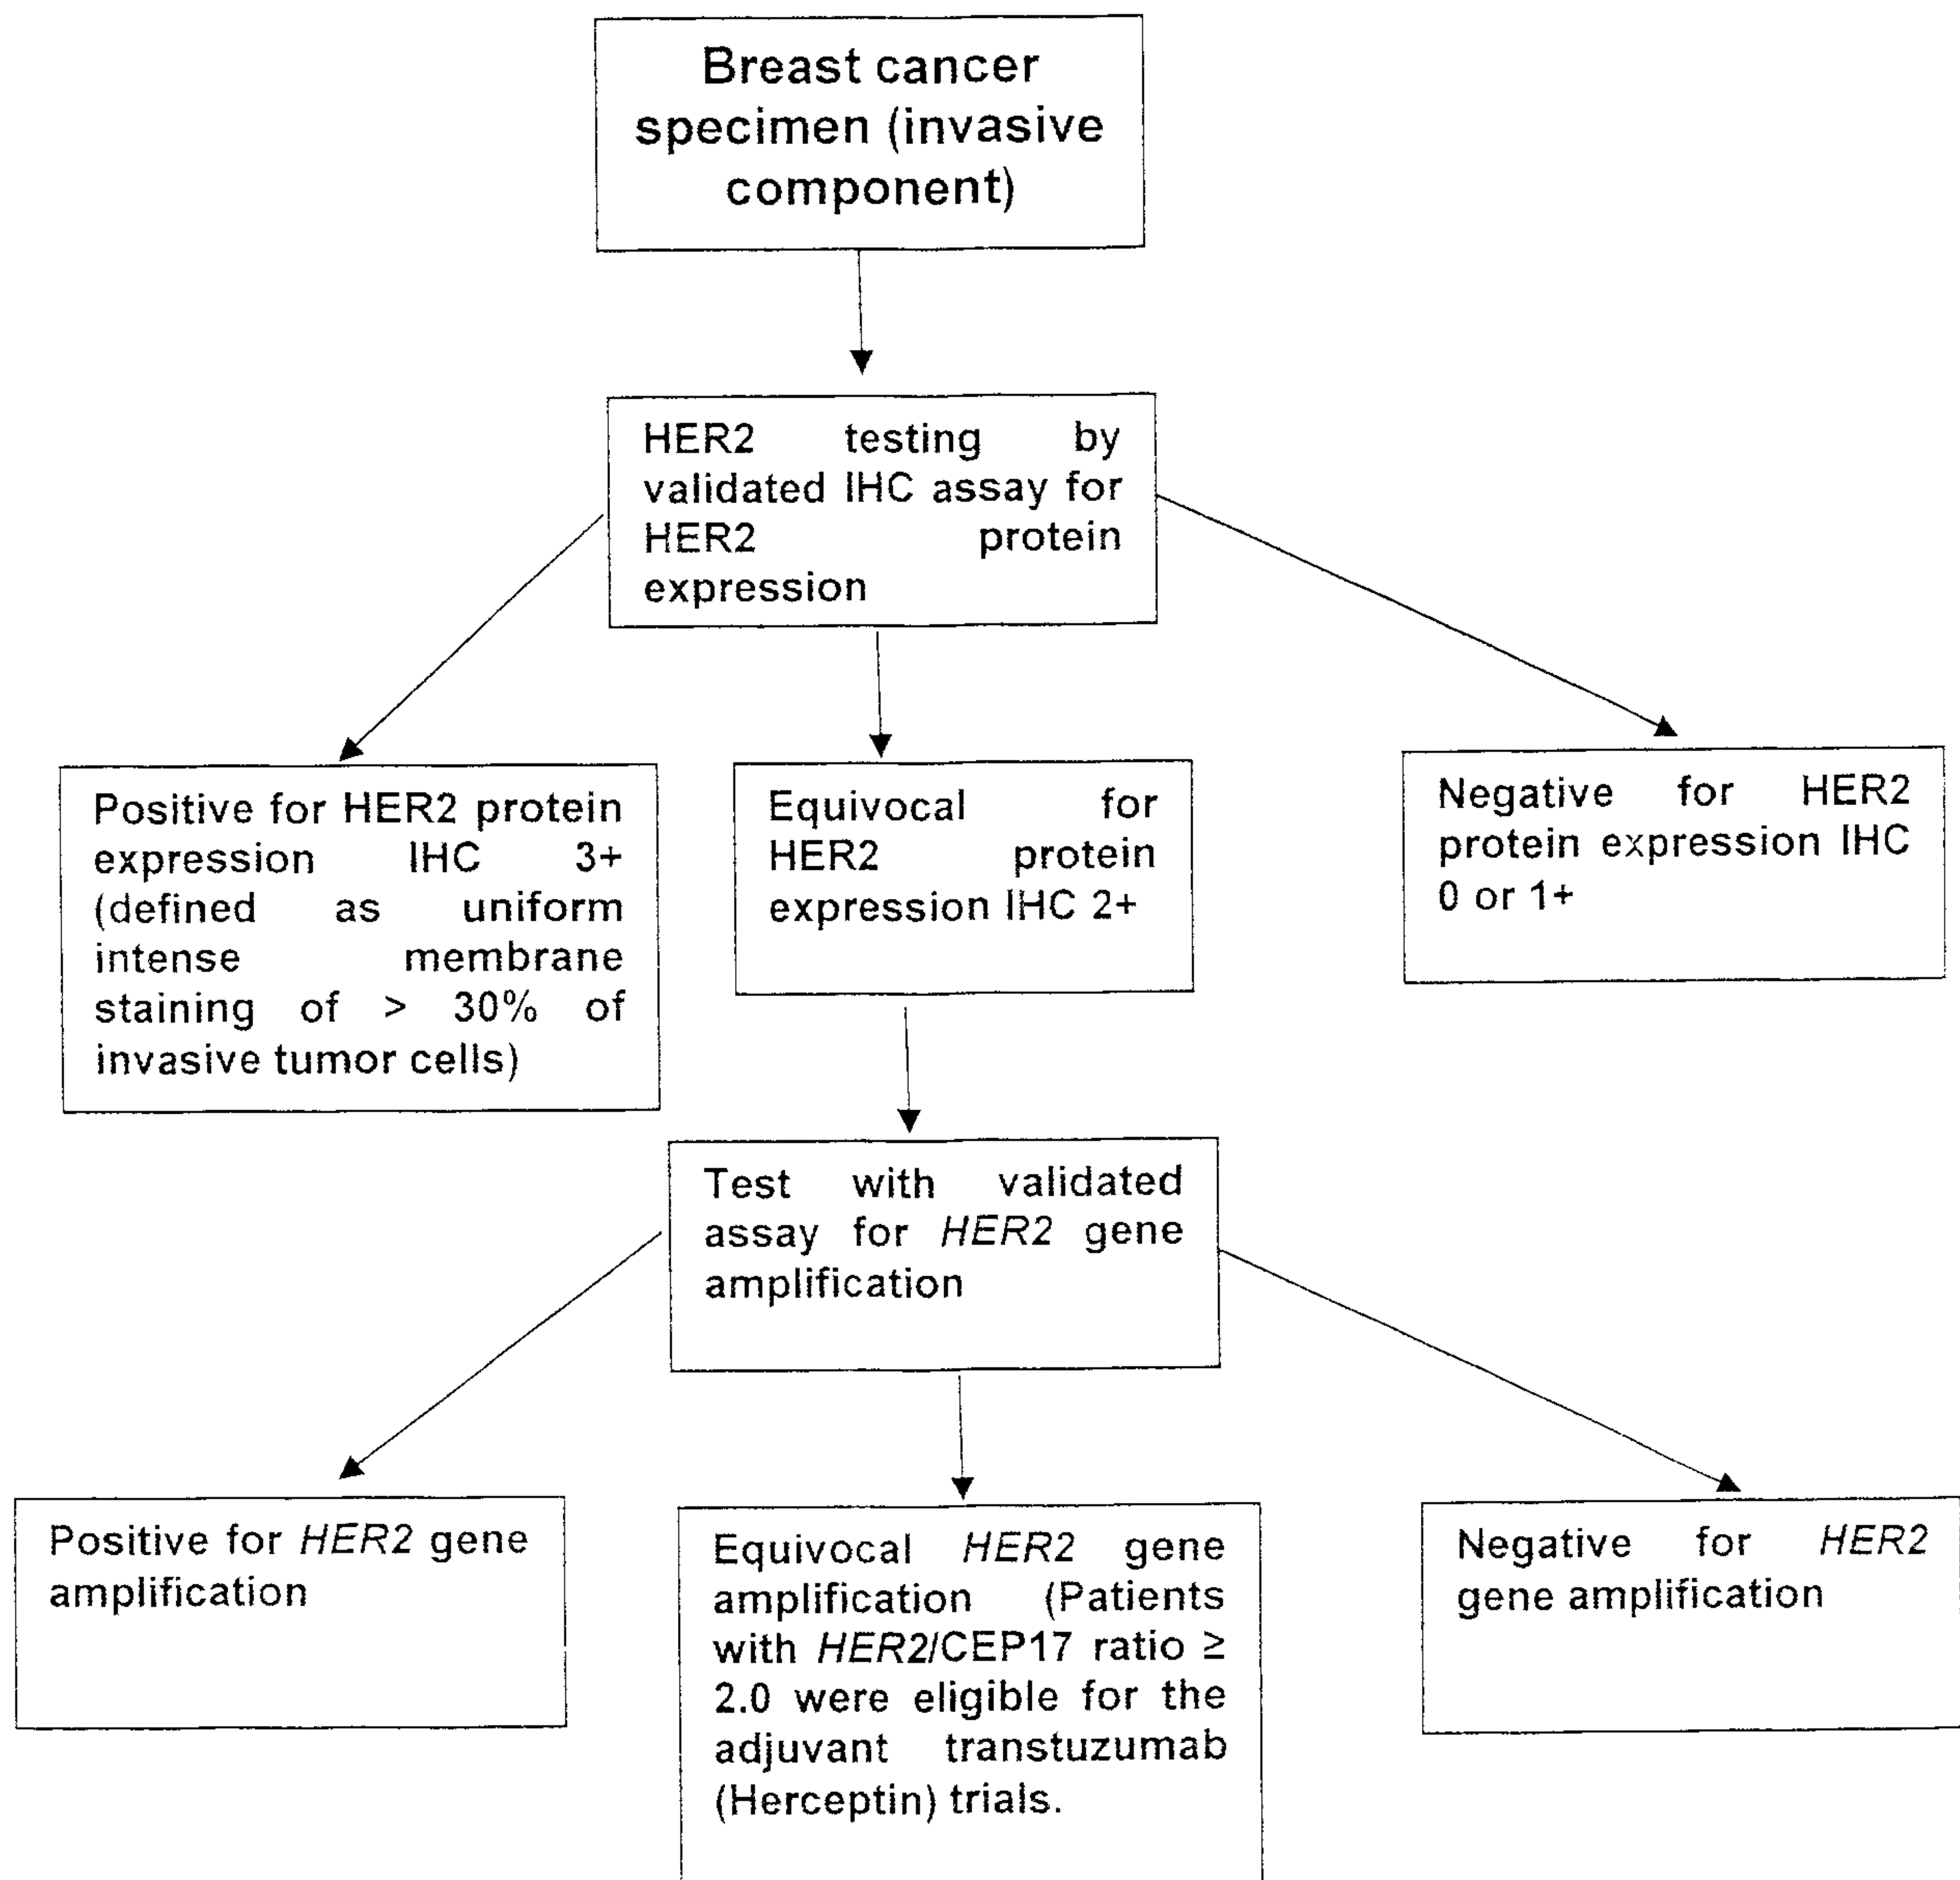 Breast cancer
specimen (invasive
component)
HER2 testing by
validated IHC assay for
HER2 protein
expression
Positive for HER2 protein
expression IHC 3+
(defined as uniform
intense membrane
staining of > 30% of
invasive tumor cells)
Equivocal for
HER2 protein
expression IHC 2+
Negative for HER2
protein expression IHC
0 or 1+
Test with validated
assay for HER2 gene
amplification
Positive for HER2 gene
amplification
Equivocal HER2 gene
amplification (Patients
with HER2/CEP17 ratio ≥
2.0 were eligible for the
adjuvant transtuzumab
(Herceptin) trials.
Negative for HER2
gene amplification